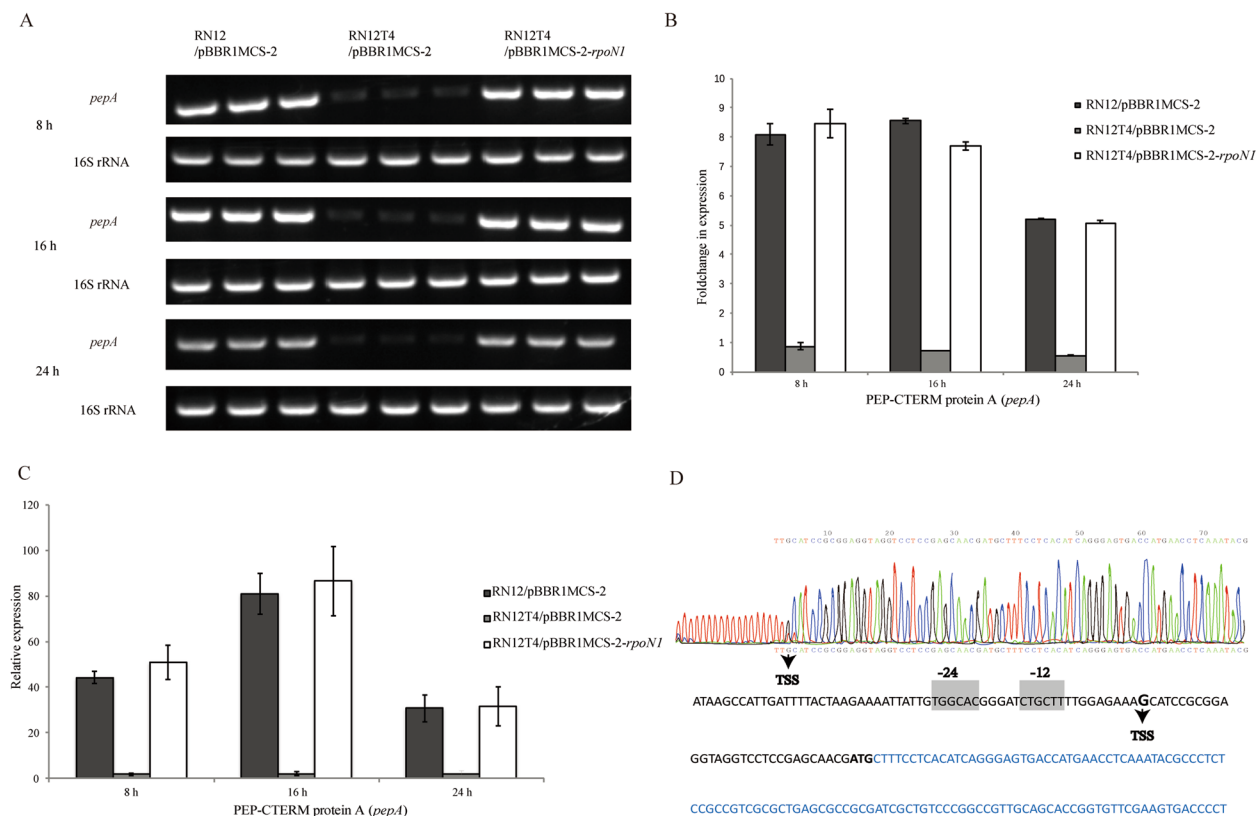 A
RN12
/pBBR1MCS-2
RN12T4
/pBBR1MCS-2
RN12T4
/pBBR1MCS-2-rpoN1
pepA
8 h
16S rRNA
pepA
16 h
16S rRNA
pepA
24 h
16S rRNA
B
10
9
8
7
6
5
4
3
2
1
0
Foldchange in expression
8 h
16 h
24 h
PEP-CTERM protein A (pepA)
RN12/pBBR1MCS-2
RN12T4/pBBR1MCS-2
RN12T4/pBBR1MCS-2-rpoN1
C
120
100
80
60
40
20
0
Relative expression
8 h
16 h
24 h
PEP-CTERM protein A (pepA)
RN12/pBBR1MCS-2
RN12T4/pBBR1MCS-2
RN12T4/pBBR1MCS-2-rpoN1
D
10 20 30 40 50 60 70
TTGCATCCGCGGAGGTAGGTCCTCCGAGCAACGATGCTTTCCTCACATCAGGGAGTGACCATGAACCTCAAATACG
TTGCATCCGCGGAGGTAGGTCCTCCGAGCAACGATGCTTTCCTCACATCAGGGAGTGACCATGAACCTCAAATACG
TSS
-24
-12
ATAAGCCATTGATTTTACTAAGAAAATTATTGTGGCACGGGATCTGCTTTTGGAGAAAGCATCCGCGGA
TSS
GGTAGGTCCTCCGAGCAACGATGCTTTCCTCACATCAGGGAGTGACCATGAACCTCAAATACGCCCTCT
CCGCCGTCGCGCTGAGCGCCGCGATCGCTGTCCCGGCCGTTGCAGCACCGGTGTTCGAAGTGACCCCT